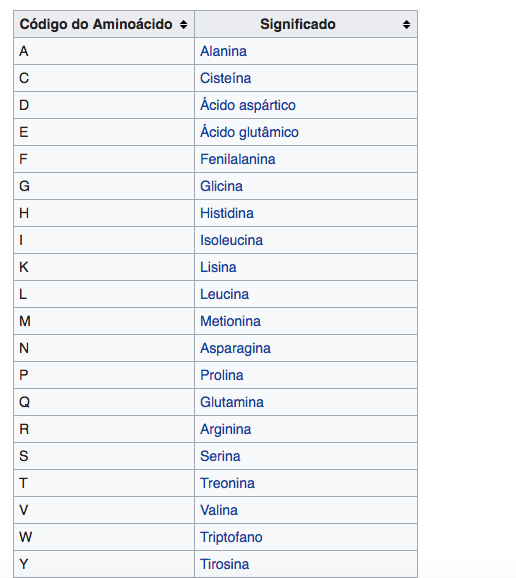 Código do Aminoácido Significado
A Alanina
C Cisteína
D Ácido aspártico
E Ácido glutâmico
F Fenilalanina
G Glicina
H Histidina
I Isoleucina
K Lisina
L Leucina
M Metionina
N Asparagina
P Prolina
Q Glutamina
R Arginina
S Serina
T Treonina
V Valina
W Triptofano
Y Tirosina